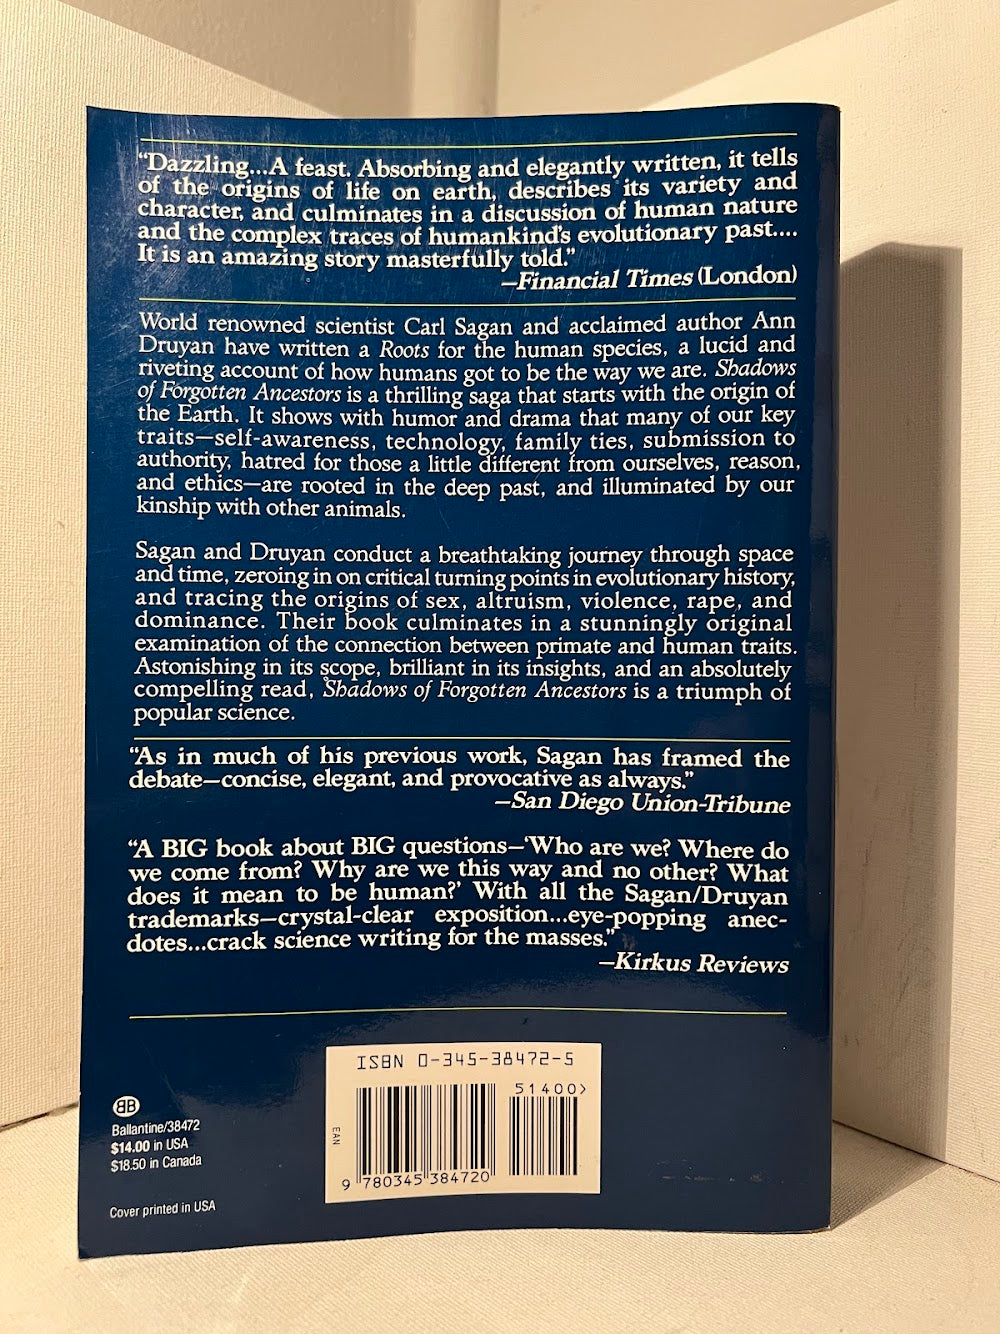 “Dazzling...A feast. Absorbing and elegantly written, it tells
of the origins of life on earth, describes its variety and
character, and culminates in a discussion of human nature
and the complex traces of humankind's evolutionary past....
It is an amazing story masterfully told.”
—Financial Times (London)
World renowned scientist Carl Sagan and acclaimed author Ann
Druyan have written a Roots for the human species, a lucid and
riveting account of how humans got to be the way we are. Shadows
of Forgotten Ancestors is a thrilling saga that starts with the origin of
the Earth. It shows with humor and drama that many of our key
traits—self-awareness, technology, family ties, submission to
authority, hatred for those a little different from ourselves, reason,
and ethics—are rooted in the deep past, and illuminated by our
kinship with other animals.
Sagan and Druyan conduct a breathtaking journey through space
and time, zeroing in on critical turning points in evolutionary history,
and tracing the origins of sex, altruism, violence, rape, and
dominance. Their book culminates in a stunningly original
examination of the connection between primate and human traits.
Astonishing in its scope, brilliant in its insights, and an absolutely
compelling read, Shadows of Forgotten Ancestors is a triumph of
popular science.
“As in much of his previous work, Sagan has framed the
debate—concise, elegant, and provocative as always.”
—San Diego Union-Tribune
“A BIG book about BIG questions—‘Who are we? Where do
we come from? Why are we this way and no other? What
does it mean to be human?’ With all the Sagan/Druyan
trademarks—crystal-clear exposition...eye-popping anec-
dotes...crack science writing for the masses.”
—Kirkus Reviews
ISBN 0-345-38472-5
51400>
EAN
9 780345 384720
BB
Ballantine/38472
$14.00 in USA
$18.50 in Canada
Cover printed in USA